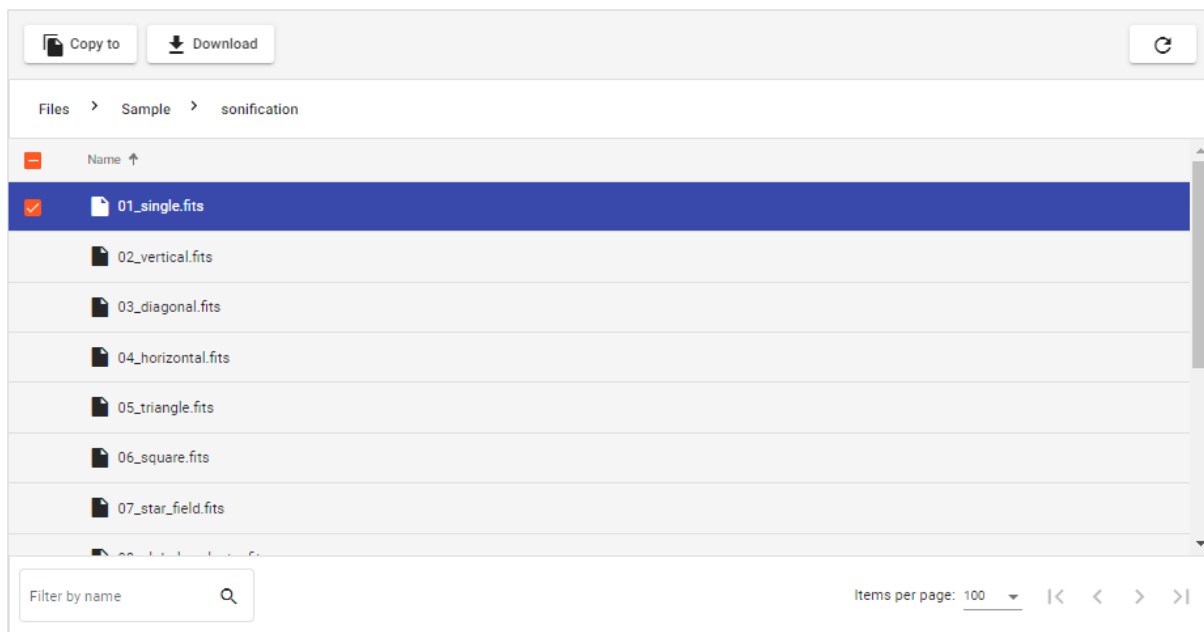 Copy to Download
Files > Sample > sonification
Name
01_single.fits
02_vertical.fits
03_diagonal.fits
04_horizontal.fits
05_triangle.fits
06_square.fits
07_star_field.fits
Filter by name Items per page: 100